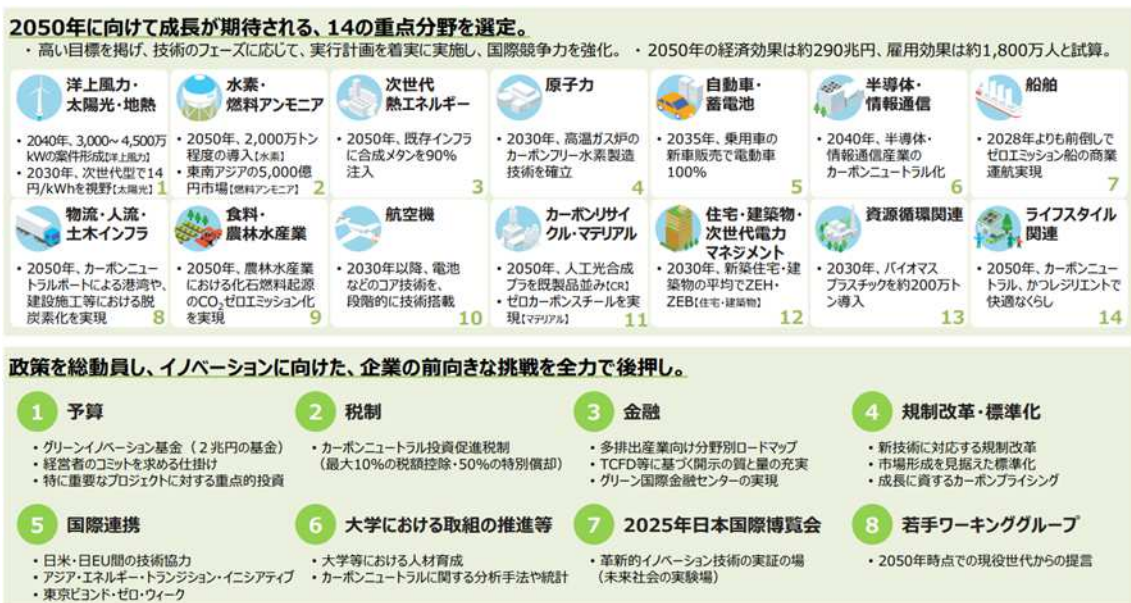 2050年に向けて成長が期待される、14の重点分野を選定。
・高い目標を掲げ、技術のフェーズに応じて、実行計画を着実に実施し、国際競争力を強化。 ・2050年の経済効果は約290兆円、雇用効果は約1,800万人と試算。
洋上風力・
太陽光・地熱
・2040年、3,000～4,500万
kWの案件形成【洋上風力】
・2030年、次世代型で14
円/kWhを視野【太陽光】
1
水素・
燃料アンモニア
・2050年、2,000万トン
程度の導入【水素】
・東南アジアの5,000億
円市場【燃料アンモニア】
2
次世代
熱エネルギー
・2050年、既存インフラ
に合成メタンを90%
注入
3
原子力
・2030年、高温ガス炉の
カーボンフリー水素製造
技術を確立
4
自動車・
蓄電池
・2035年、乗用車の
新車販売で電動車
100%
5
半導体・
情報通信
・2040年、半導体・
情報通信産業の
カーボンニュートラル化
6
船舶
・2028年よりも前倒しで
ゼロエミッション船の商業
運航実現
7
物流・人流・
土木インフラ
・2050年、カーボンニュー
トラルポートによる港湾や、
建設施工等における脱
炭素化を実現
8
食料・
農林水産業
・2050年、農林水産業
における化石燃料起源
のCO2ゼロエミッション化
を実現
9
航空機
・2030年以降、電池
などのコア技術を、
段階的に技術搭載
10
カーボンリサイ
クル・マテリアル
・2050年、人工光合成
プラを既製品並み【CR】
・ゼロカーボンスチールを実
現【マテリアル】
11
住宅・建築物・
次世代電力
マネジメント
・2030年、新築住宅・建
築物の平均でZEH・
ZEB【住宅・建築物】
12
資源循環関連
・2030年、バイオマス
プラスチックを約200万ト
ン導入
13
ライフスタイル
関連
・2050年、カーボンニュー
トラル、かつレジリエントで
快適なくらし
14
政策を総動員し、イノベーションに向けた、企業の前向きな挑戦を全力で後押し。
1 予算
・グリーンイノベーション基金（2兆円の基金）
・経営者のコミットを求める仕掛け
・特に重要なプロジェクトに対する重点的投資
2 税制
・カーボンニュートラル投資促進税制
（最大10%の税額控除・50%の特別償却）
3 金融
・多排出産業向け分野別ロードマップ
・TCFD等に基づく開示の質と量の充実
・グリーン国際金融センターの実現
4 規制改革・標準化
・新技術に対応する規制改革
・市場形成を見据えた標準化
・成長に資するカーボンプライシング
5 国際連携
・日米・日EU間の技術協力
・アジア・エネルギー・トランジション・イニシアティブ
・東京ビヨンド・ゼロ・ウィーク
6 大学における取組の推進等
・大学等における人材育成
・カーボンニュートラルに関する分析手法や統計
7 2025年日本国際博覧会
・革新的イノベーション技術の実証の場
（未来社会の実験場）
8 若手ワーキンググループ
・2050年時点での現役世代からの提言